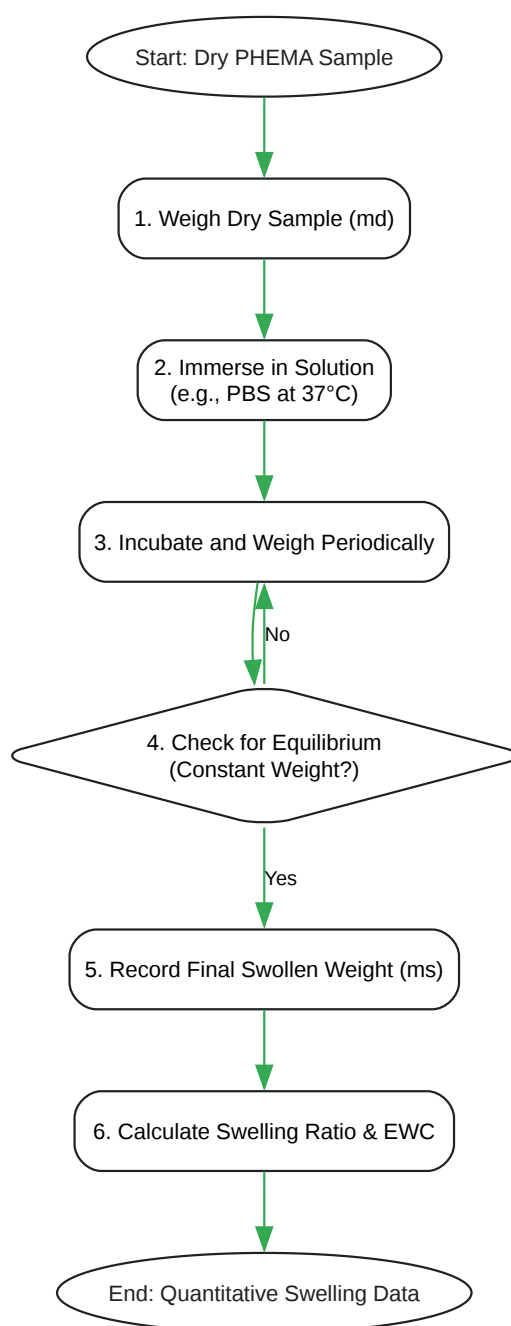 Start: Dry PHEMA Sample
1. Weigh Dry Sample (md)
2. Immerse in Solution
(e.g., PBS at 37°C)
3. Incubate and Weigh Periodically
No
4. Check for Equilibrium
(Constant Weight?)
Yes
5. Record Final Swollen Weight (ms)
6. Calculate Swelling Ratio & EWC
End: Quantitative Swelling Data